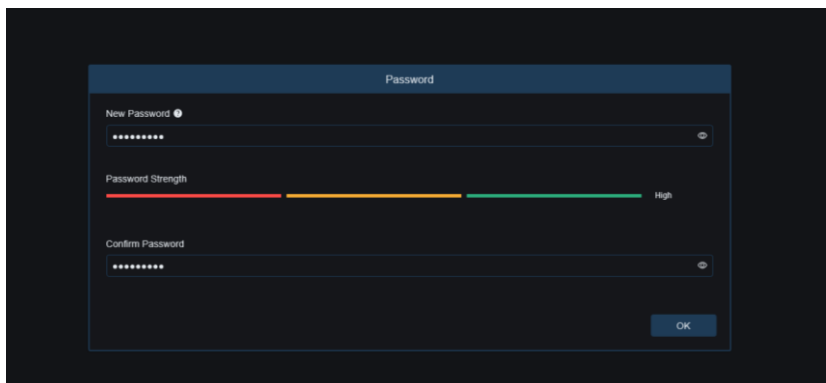 Password
New Password ?
•••••••••
Password Strength
High
Confirm Password
•••••••••
OK